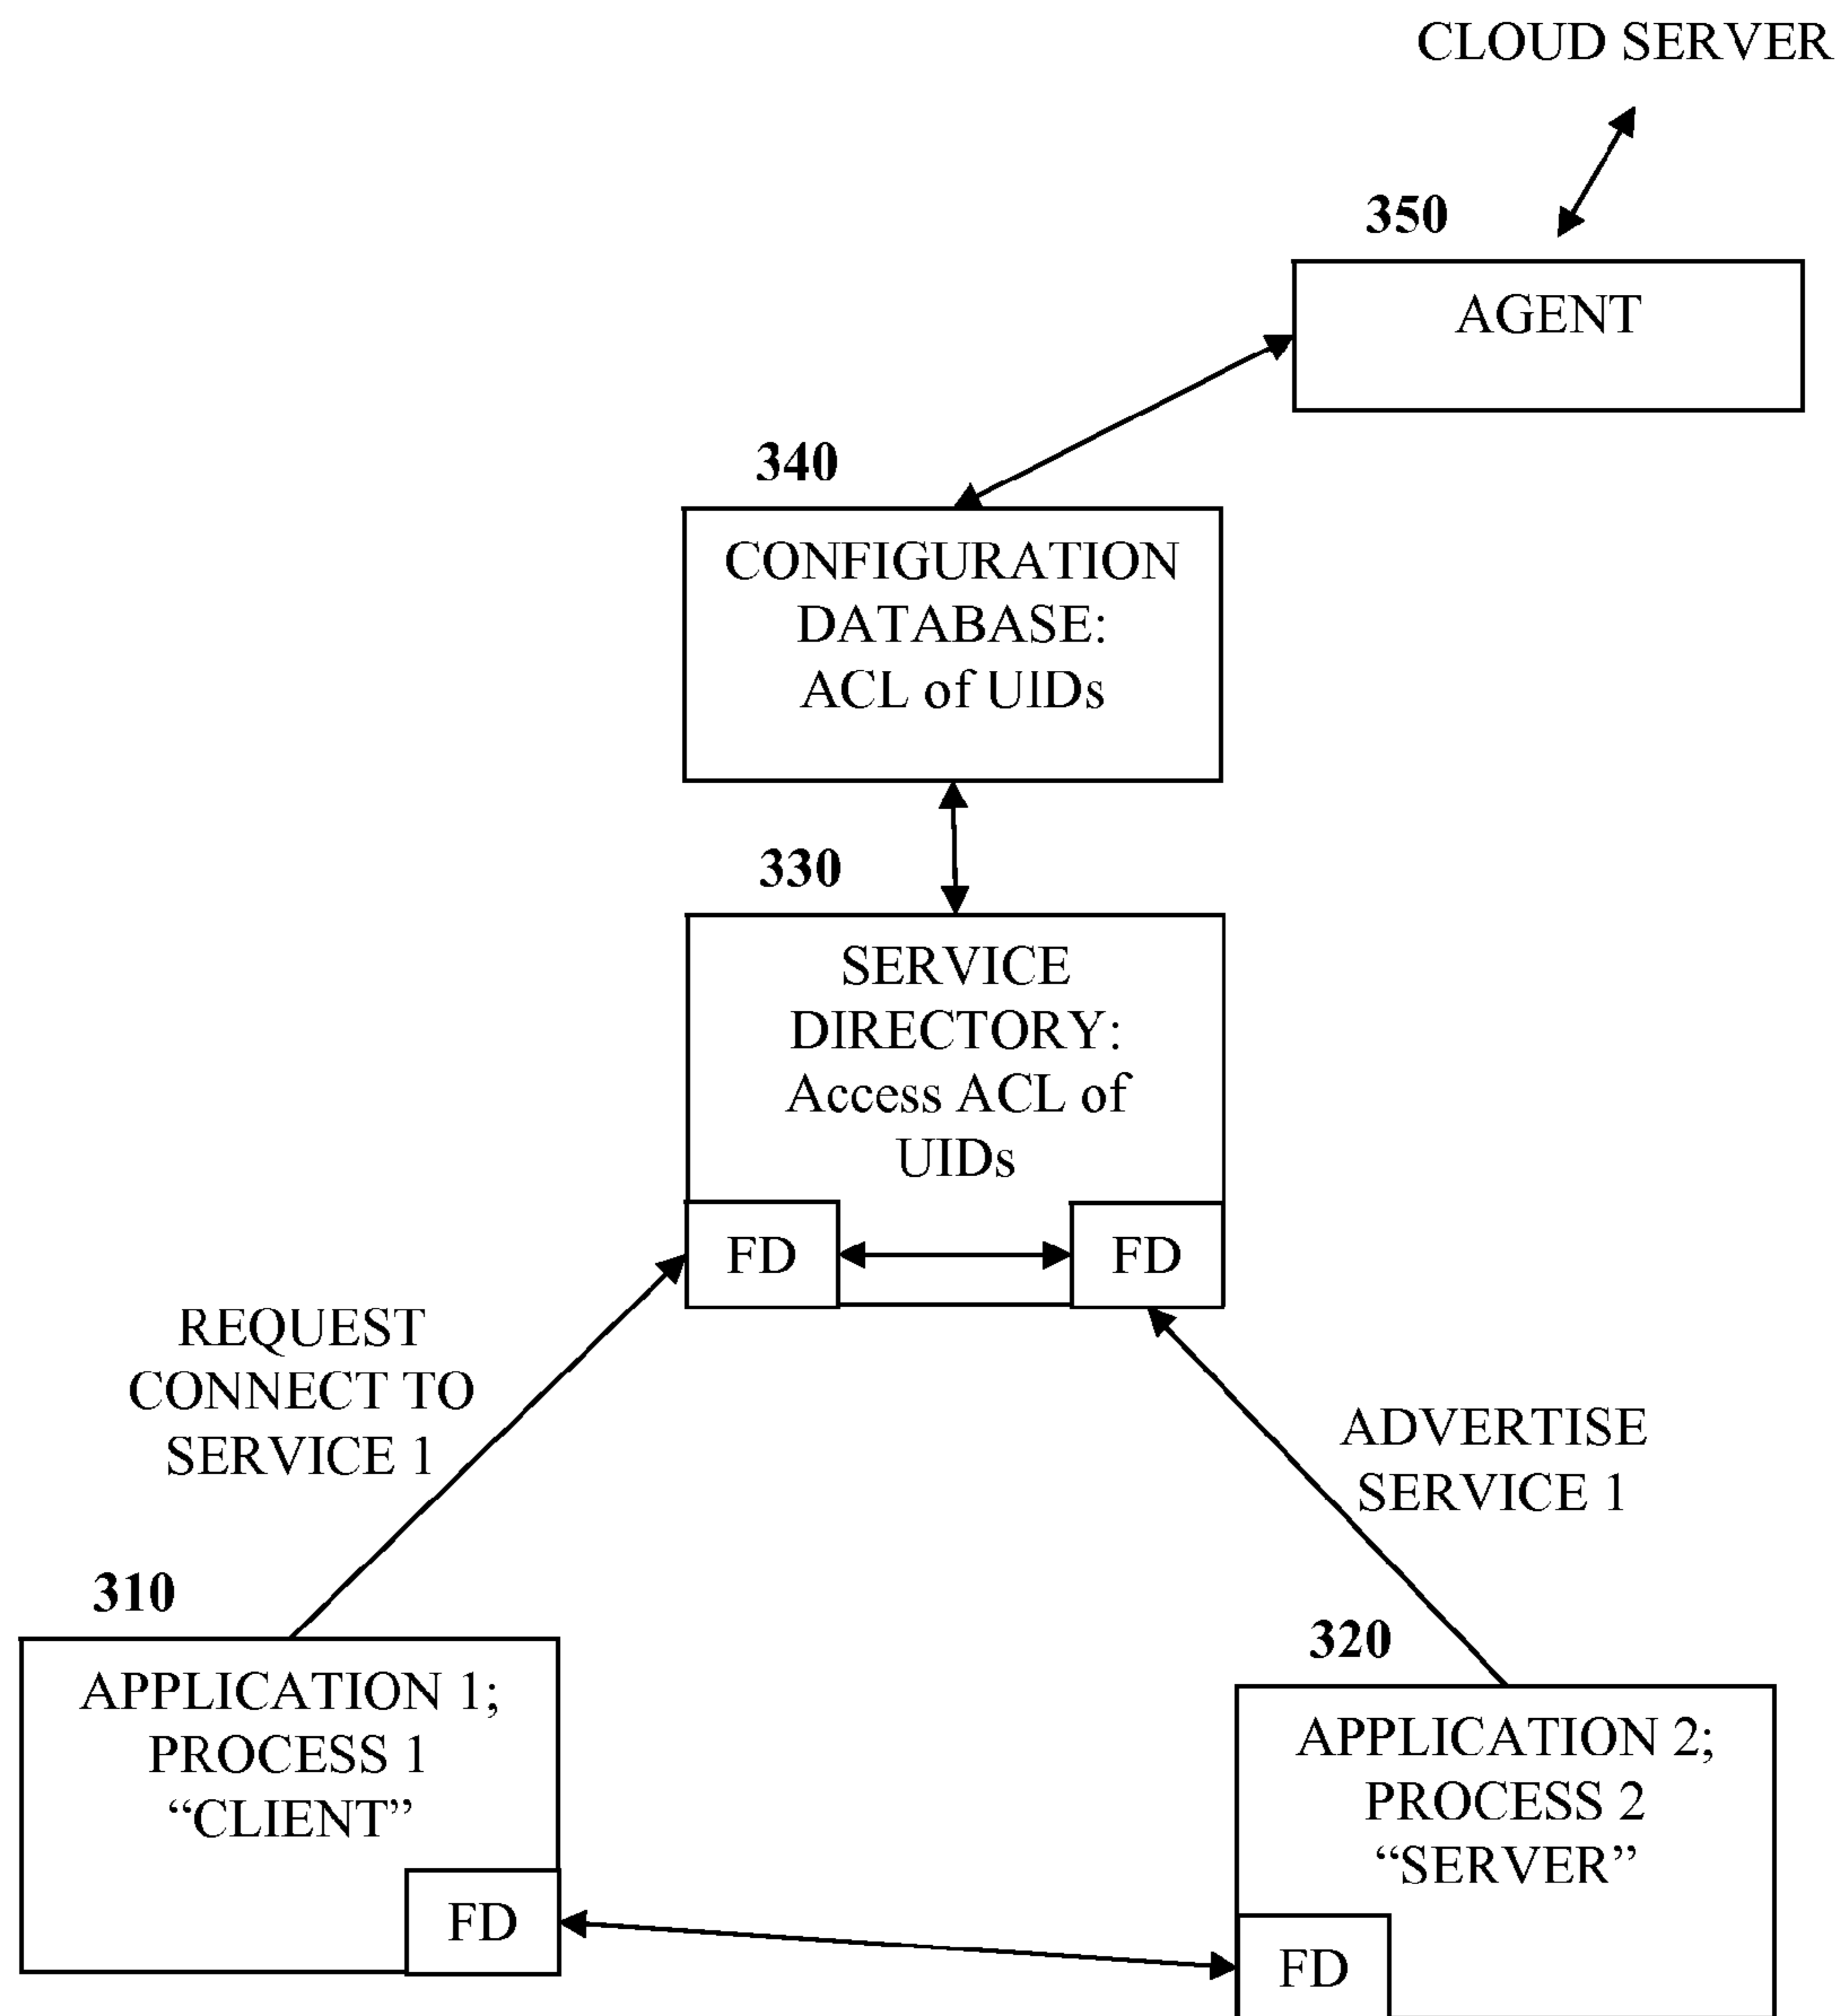 CLOUD SERVER
350
AGENT
340
CONFIGURATION
DATABASE:
ACL of UIDs
330
SERVICE
DIRECTORY:
Access ACL of
UIDs
FD
FD
REQUEST
CONNECT TO
SERVICE 1
ADVERTISE
SERVICE 1
310
APPLICATION 1;
PROCESS 1
“CLIENT”
FD
320
APPLICATION 2;
PROCESS 2
“SERVER”
FD